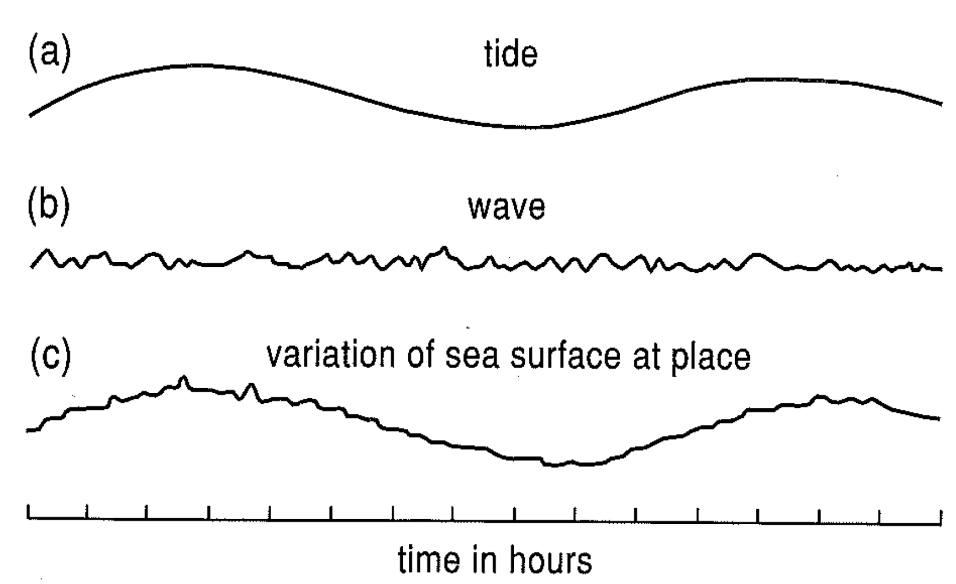 (a) tide
(b) wave
(c) variation of sea surface at place
time in hours